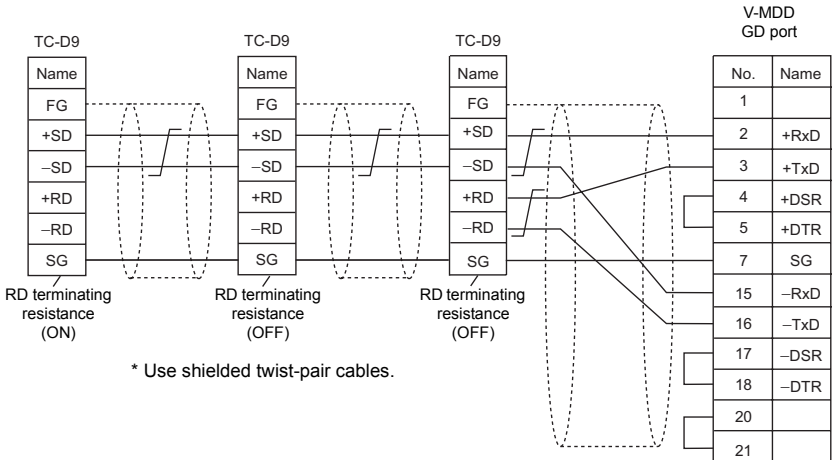 V-MDD
GD port
TC-D9
TC-D9
TC-D9
Name
Name
Name
No. Name
FG
FG
FG
1
+SD
+SD
+SD
2 +RxD
−SD
−SD
−SD
3 +TxD
+RD
+RD
+RD
4 +DSR
−RD
−RD
−RD
5 +DTR
SG
SG
SG
7 SG
RD terminating
resistance
(ON)
RD terminating
resistance
(OFF)
RD terminating
resistance
(OFF)
15 −RxD
16 −TxD
17 −DSR
18 −DTR
20
21
* Use shielded twist-pair cables.